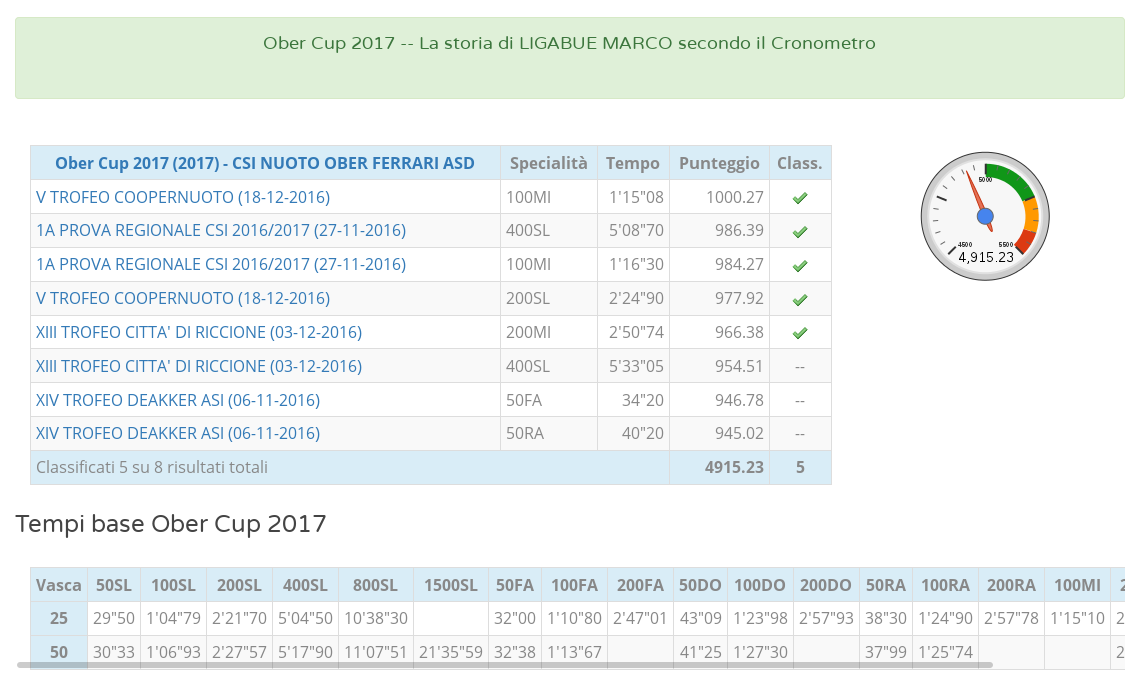 Ober Cup 2017 -- La storia di LIGABUE MARCO secondo il Cronometro
Ober Cup 2017 (2017) - CSI NUOTO OBER FERRARI ASD Specialità Tempo Punteggio Class.
V TROFEO COOPERNUOTO (18-12-2016) 100MI 1'15"08 1000.27
1A PROVA REGIONALE CSI 2016/2017 (27-11-2016) 400SL 5'08"70 986.39
1A PROVA REGIONALE CSI 2016/2017 (27-11-2016) 100MI 1'16"30 984.27
V TROFEO COOPERNUOTO (18-12-2016) 200SL 2'24"90 977.92
XIII TROFEO CITTA' DI RICCIONE (03-12-2016) 200MI 2'50"74 966.38
XIII TROFEO CITTA' DI RICCIONE (03-12-2016) 400SL 5'33"05 954.51 --
XIV TROFEO DEAKKER ASI (06-11-2016) 50FA 34"20 946.78 --
XIV TROFEO DEAKKER ASI (06-11-2016) 50RA 40"20 945.02 --
Classificati 5 su 8 risultati totali 4915.23 5
5000
4500 5500
4,915.23
Tempi base Ober Cup 2017
Vasca 50SL 100SL 200SL 400SL 800SL 1500SL 50FA 100FA 200FA 50DO 100DO 200DO 50RA 100RA 200RA 100MI 2
25 29"50 1'04"79 2'21"70 5'04"50 10'38"30 32"00 1'10"80 2'47"01 43"09 1'23"98 2'57"93 38"30 1'24"90 2'57"78 1'15"10 2
50 30"33 1'06"93 2'27"57 5'17"90 11'07"51 21'35"59 32"38 1'13"67 41"25 1'27"30 37"99 1'25"74 2